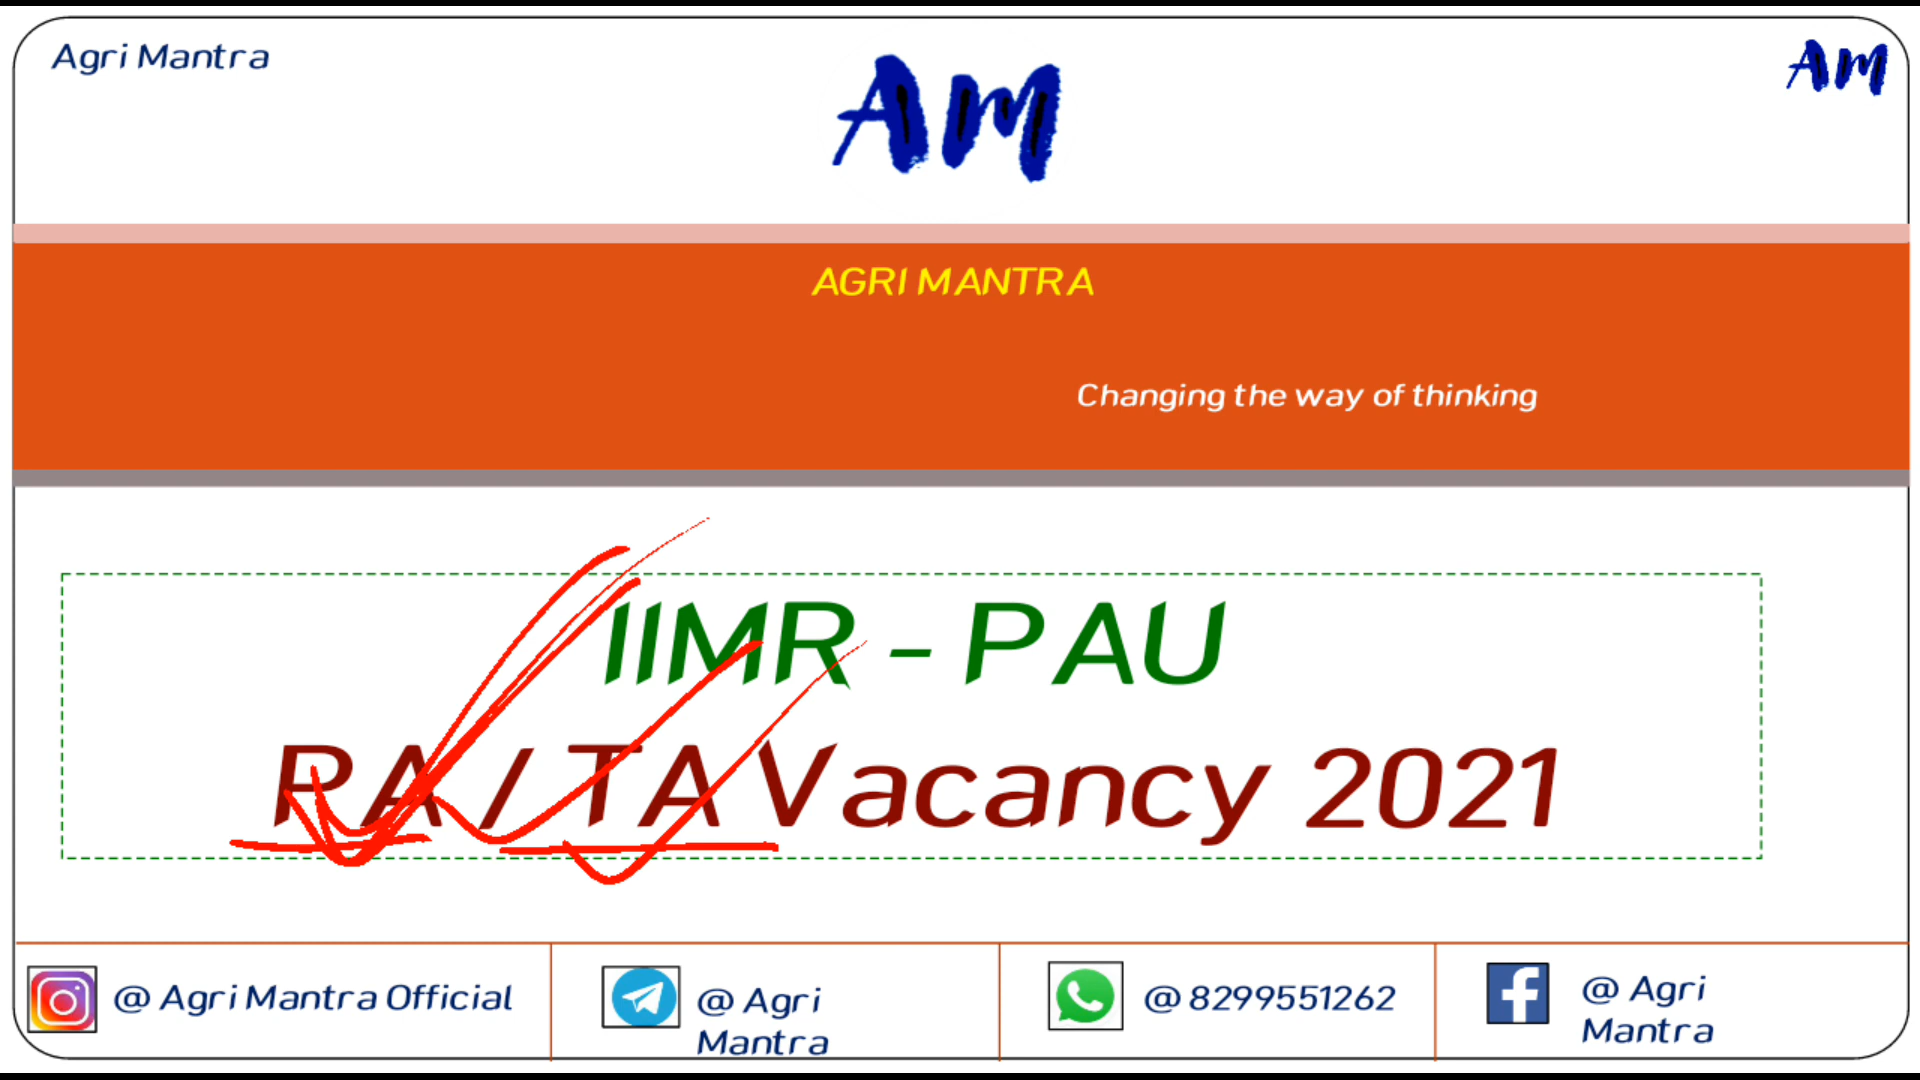 Agri Mantra
AM
AM
AGRI MANTRA
Changing the way of thinking
IIMR - PAU
PA / TA Vacancy 2021
@ Agri Mantra Official
@ Agri
Mantra
@ 8299551262
@ Agri
Mantra